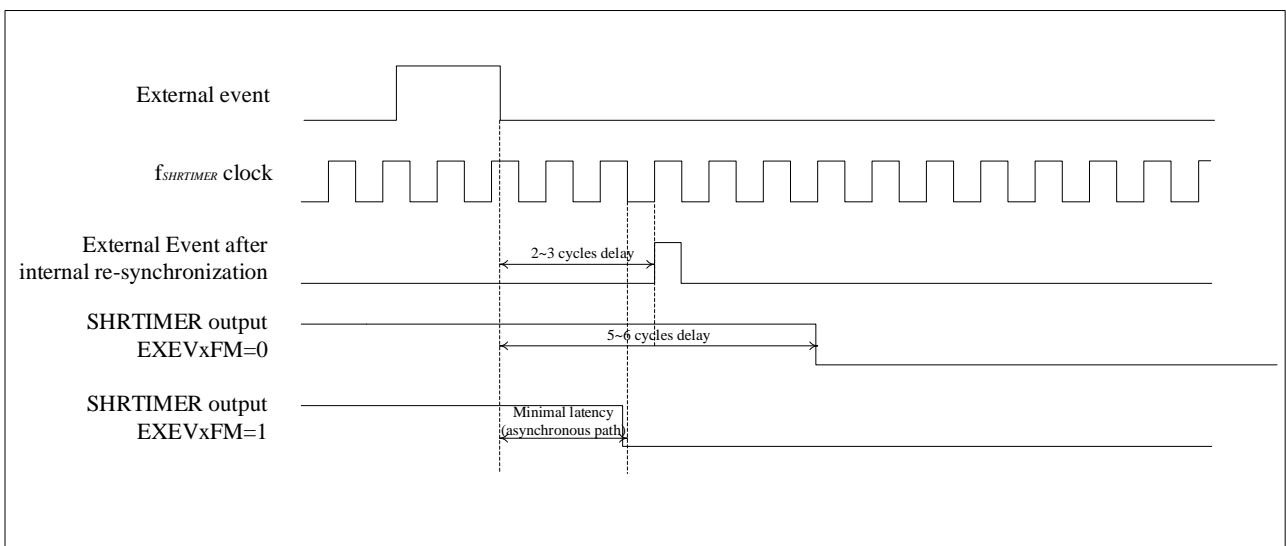 External event
fSHRTIMER clock
External Event after
internal re-synchronization
2~3 cycles delay
SHRTIMER output
EXEVxFM=0
5~6 cycles delay
SHRTIMER output
EXEVxFM=1
Minimal latency
(asynchronous path)